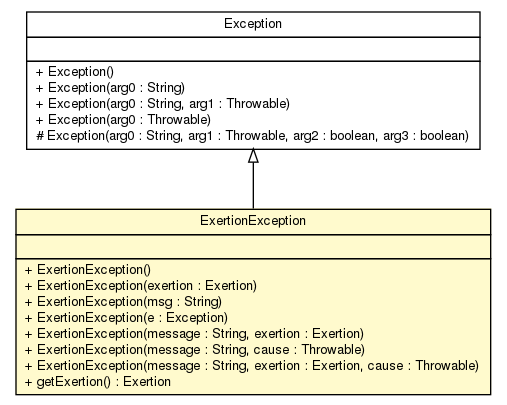 Exception
+ Exception()
+ Exception(arg0 : String)
+ Exception(arg0 : String, arg1 : Throwable)
+ Exception(arg0 : Throwable)
# Exception(arg0 : String, arg1 : Throwable, arg2 : boolean, arg3 : boolean)
ExertionException
+ ExertionException()
+ ExertionException(exertion : Exertion)
+ ExertionException(msg : String)
+ ExertionException(e : Exception)
+ ExertionException(message : String, exertion : Exertion)
+ ExertionException(message : String, cause : Throwable)
+ ExertionException(message : String, exertion : Exertion, cause : Throwable)
+ getExertion() : Exertion